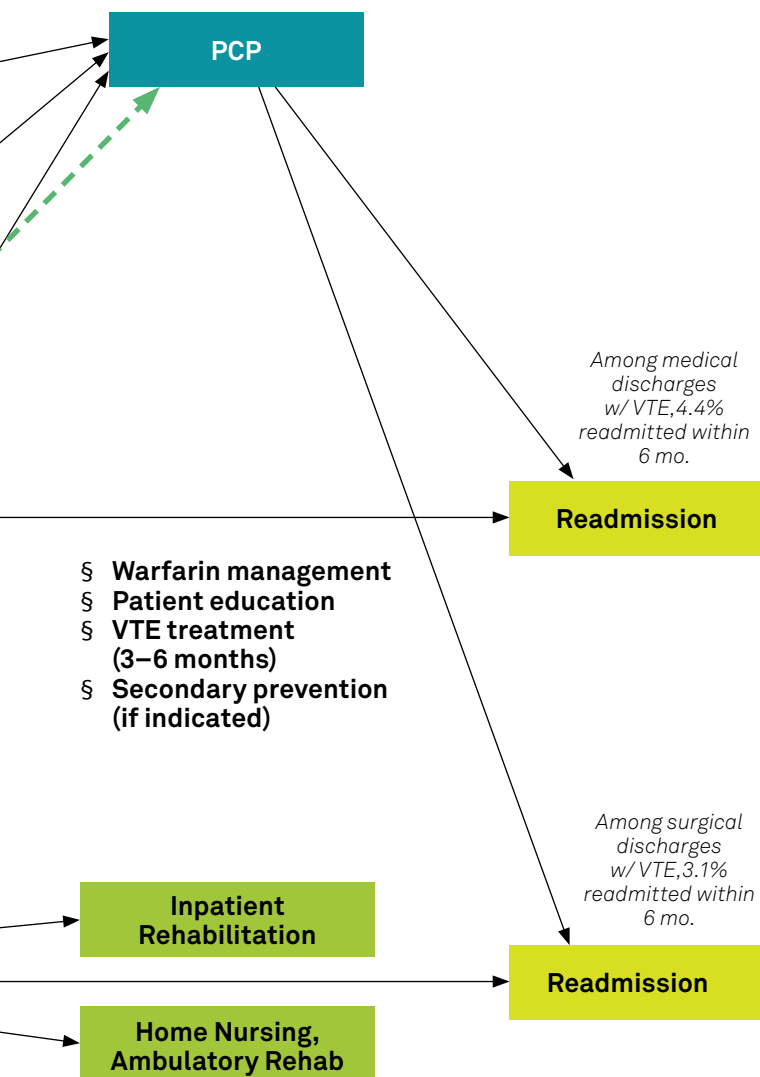 PCP
Among medical
discharges
w/ VTE,4.4%
readmitted within
6 mo.
Readmission
§ Warfarin management
§ Patient education
§ VTE treatment
(3–6 months)
§ Secondary prevention
(if indicated)
Among surgical
discharges
w/ VTE,3.1%
readmitted within
6 mo.
Inpatient
Rehabilitation
Readmission
Home Nursing,
Ambulatory Rehab